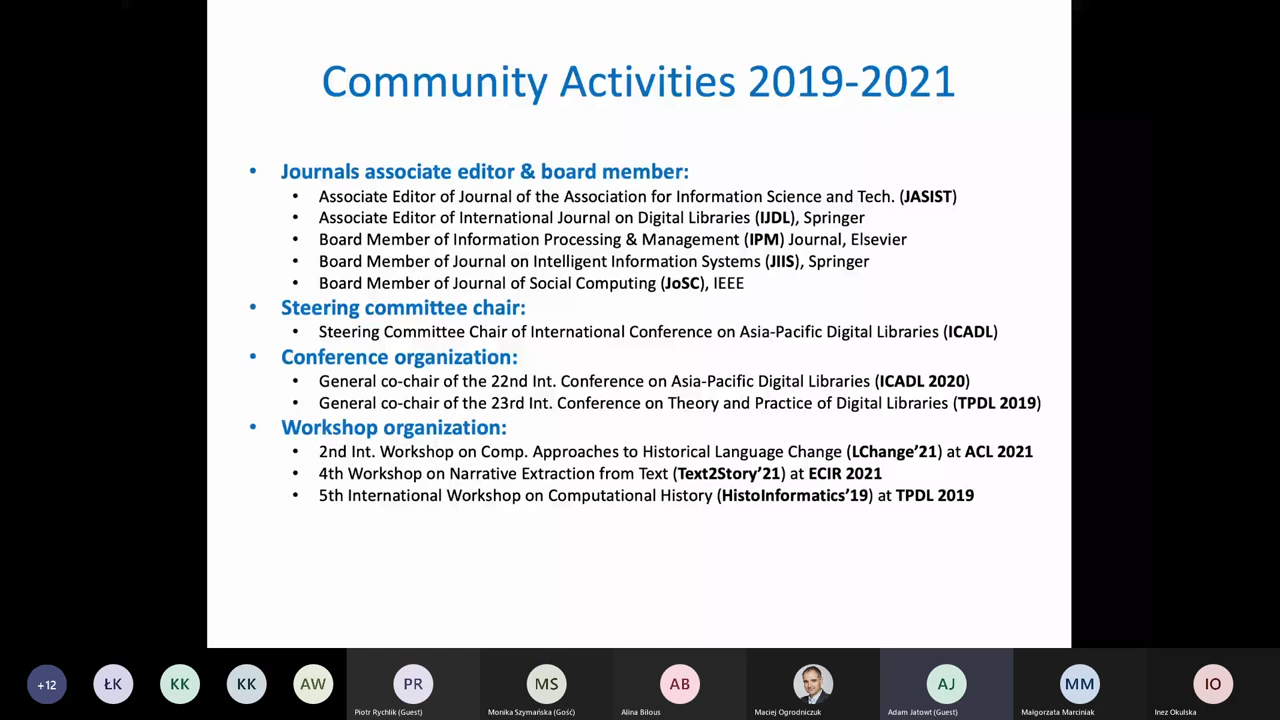 Community Activities 2019-2021
• Journals associate editor & board member:
• Associate Editor of Journal of the Association for Information Science and Tech. (JASIST)
• Associate Editor of International Journal on Digital Libraries (IJDL), Springer
• Board Member of Information Processing & Management (IPM) Journal, Elsevier
• Board Member of Journal on Intelligent Information Systems (JIIS), Springer
• Board Member of Journal of Social Computing (JoSC), IEEE
• Steering committee chair:
• Steering Committee Chair of International Conference on Asia-Pacific Digital Libraries (ICADL)
• Conference organization:
• General co-chair of the 22nd Int. Conference on Asia-Pacific Digital Libraries (ICADL 2020)
• General co-chair of the 23rd Int. Conference on Theory and Practice of Digital Libraries (TPDL 2019)
• Workshop organization:
• 2nd Int. Workshop on Comp. Approaches to Historical Language Change (LChange’21) at ACL 2021
• 4th Workshop on Narrative Extraction from Text (Text2Story’21) at ECIR 2021
• 5th International Workshop on Computational History (HistoInformatics’19) at TPDL 2019
+12 ŁK KK KK AW PR MS AB AJ MM IO
Piotr Rychlik (Guest) Monika Szymańska (Gość) Alina Bilous Maciej Ogrodniczuk Adam Jatowt (Guest) Małgorzata Marciniak Inez Okulska